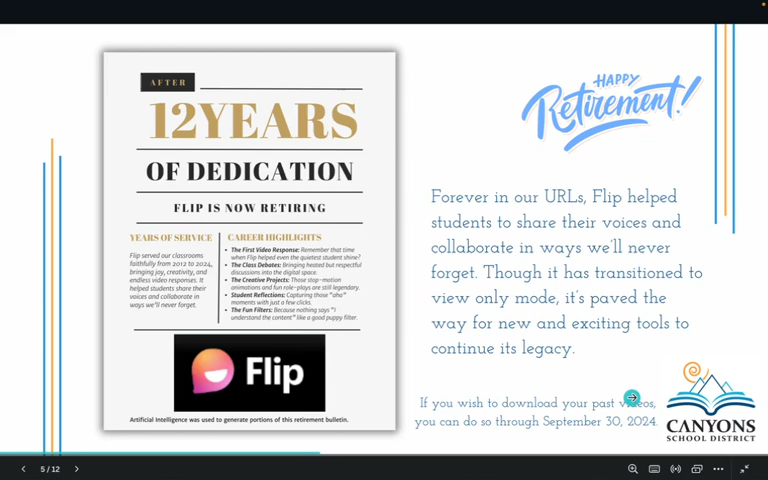 AFTER
12YEARS
OF DEDICATION
FLIP IS NOW RETIRING
YEARS OF SERVICE
Flip served our classrooms
faithfully from 2012 to 2024,
bringing joy, creativity, and
endless video responses. It
helped students share their
voices and collaborate in
ways we'll never forget.
CAREER HIGHLIGHTS
• The First Video Response: Remember that time
when Flip helped even the quietest student shine?
• The Class Debates: Bringing heated but respectful
discussions into the digital space.
• The Creative Projects: Those stop-motion
animations and fun role-plays are still legendary.
• Student Reflections: Capturing those "aha"
moments with just a few clicks.
• The Fun Filters: Because nothing says "I
understand the content" like a good puppy filter.
Flip
Artificial Intelligence was used to generate portions of this retirement bulletin.
HAPPY
Retirement!
Forever in our URLs, Flip helped
students to share their voices and
collaborate in ways we'll never
forget. Though it has transitioned to
view only mode, it's paved the
way for new and exciting tools to
continue its legacy.
If you wish to download your past videos,
you can do so through September 30, 2024.
CANYONS
SCHOOL DISTRICT
5 / 12